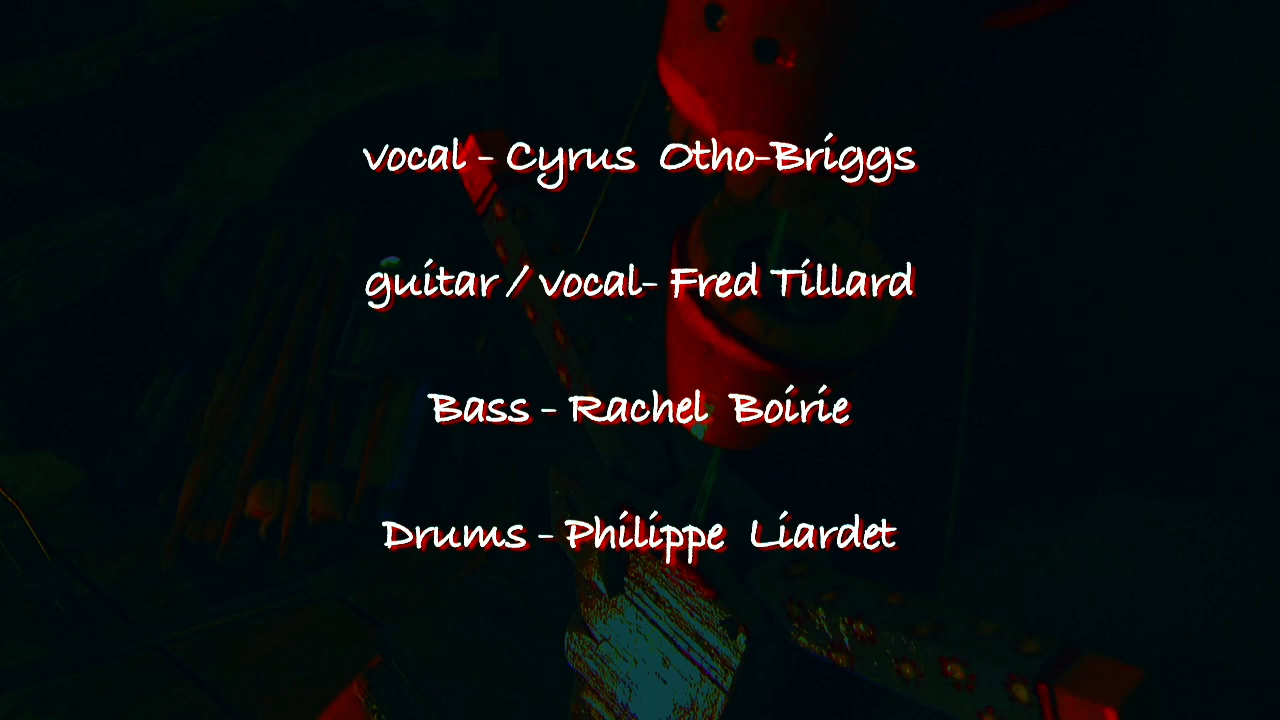 vocal - Cyrus Otho-Briggs
guitar / vocal- Fred Tillard
Bass - Rachel Boirie
Drums - Philippe Liardet